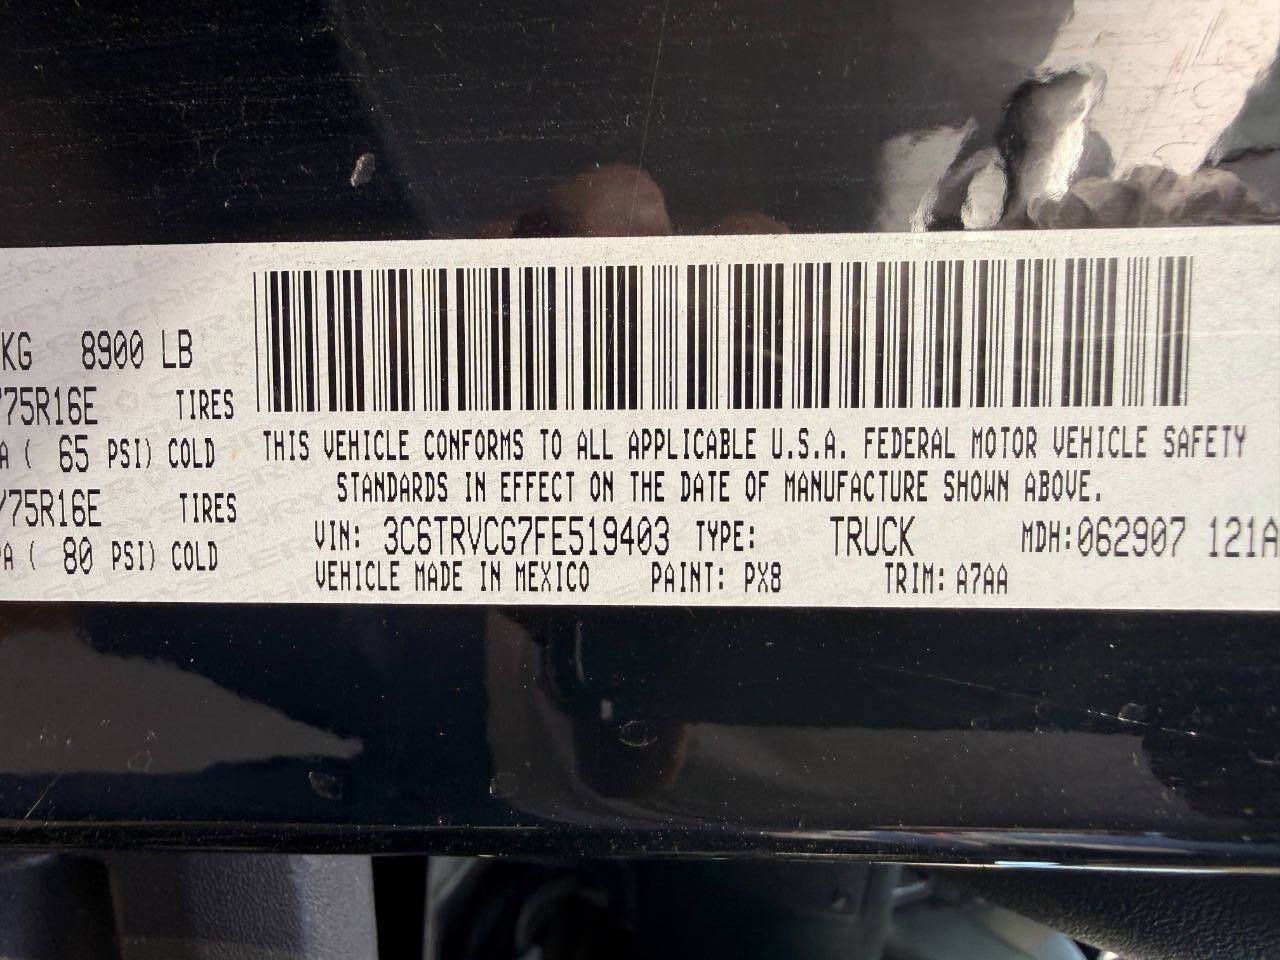 KG 8900 LB
75R16E TIRES
A ( 65 PSI) COLD
/75R16E TIRES
PA ( 80 PSI) COLD
THIS VEHICLE CONFORMS TO ALL APPLICABLE U.S.A. FEDERAL MOTOR VEHICLE SAFETY
STANDARDS IN EFFECT ON THE DATE OF MANUFACTURE SHOWN ABOVE.
VIN: 3C6TRVCG7FE519403 TYPE: TRUCK MDH:062907 121A
VEHICLE MADE IN MEXICO PAINT: PX8 TRIM: A7AA